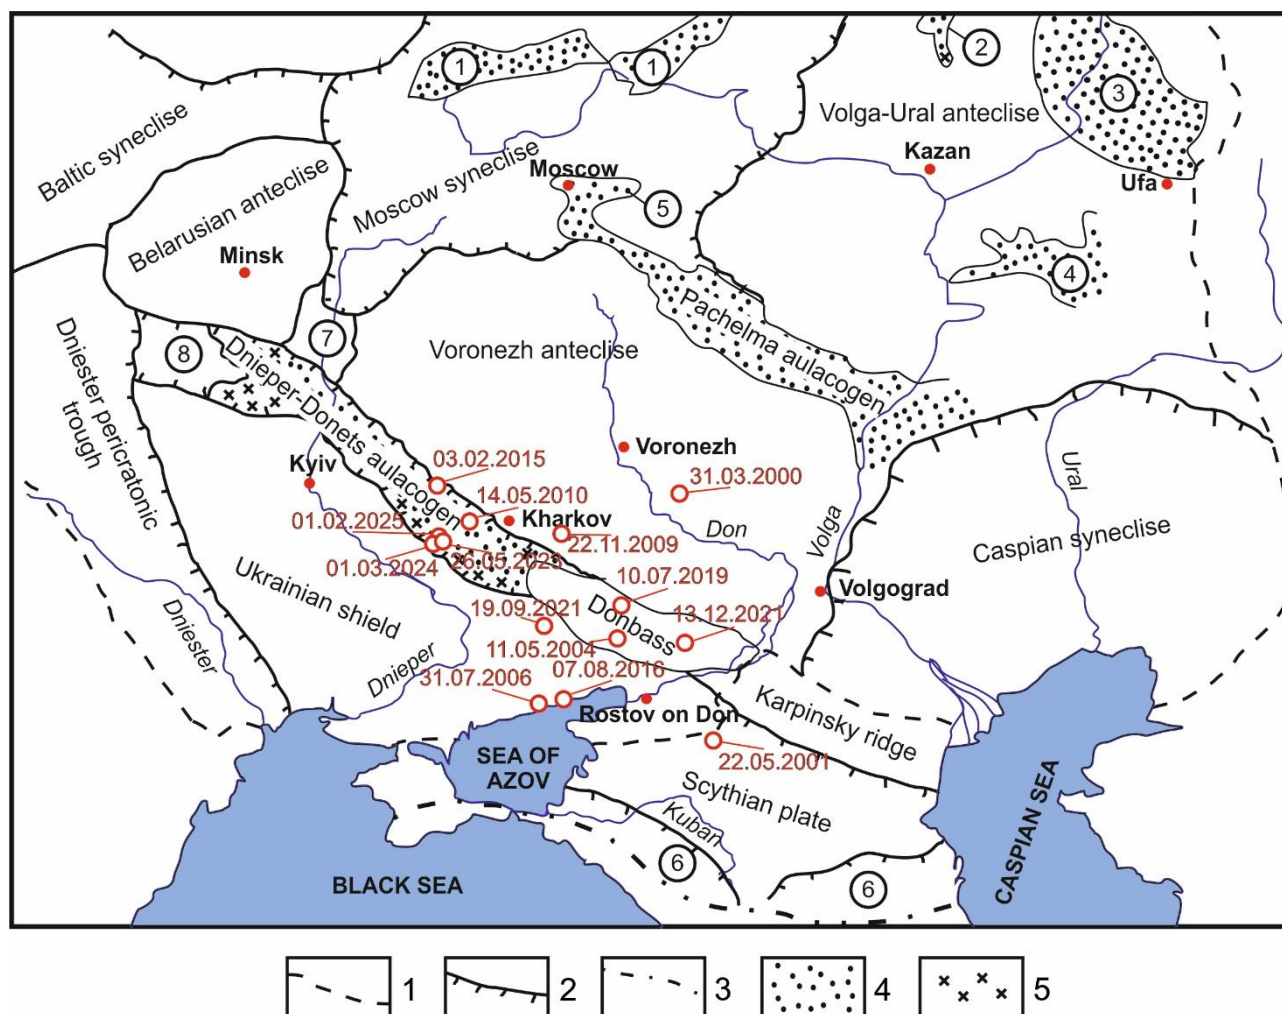 1
1
2
3
Volga-Ural anteclise
Kazan
Ufa
Baltic syneclise
Moscow syneclise
Moscow
5
Belarusian anteclise
Minsk
4
7
8
Dnieper-Donets aulacogen
Voronezh anteclise
Pachelma aulacogen
Dniester pericratonic
trough
Kyiv
03.02.2015
14.05.2010
Voronezh
31.03.2000
Kharkov
01.02.2025
22.11.2009
26.05.2023
01.03.2024
Don
Volga
Ural
Caspian syneclise
Volgograd
Ukrainian shield
10.07.2019
19.09.2021
Donbass
13.12.2021
11.05.2004
Dniester
Dnieper
07.08.2016
31.07.2006
Rostov on Don
Karpinsky ridge
SEA OF
AZOV
22.05.2001
Scythian plate
Kuban
6
6
BLACK SEA
CASPIAN SEA
1
2
3
4
5